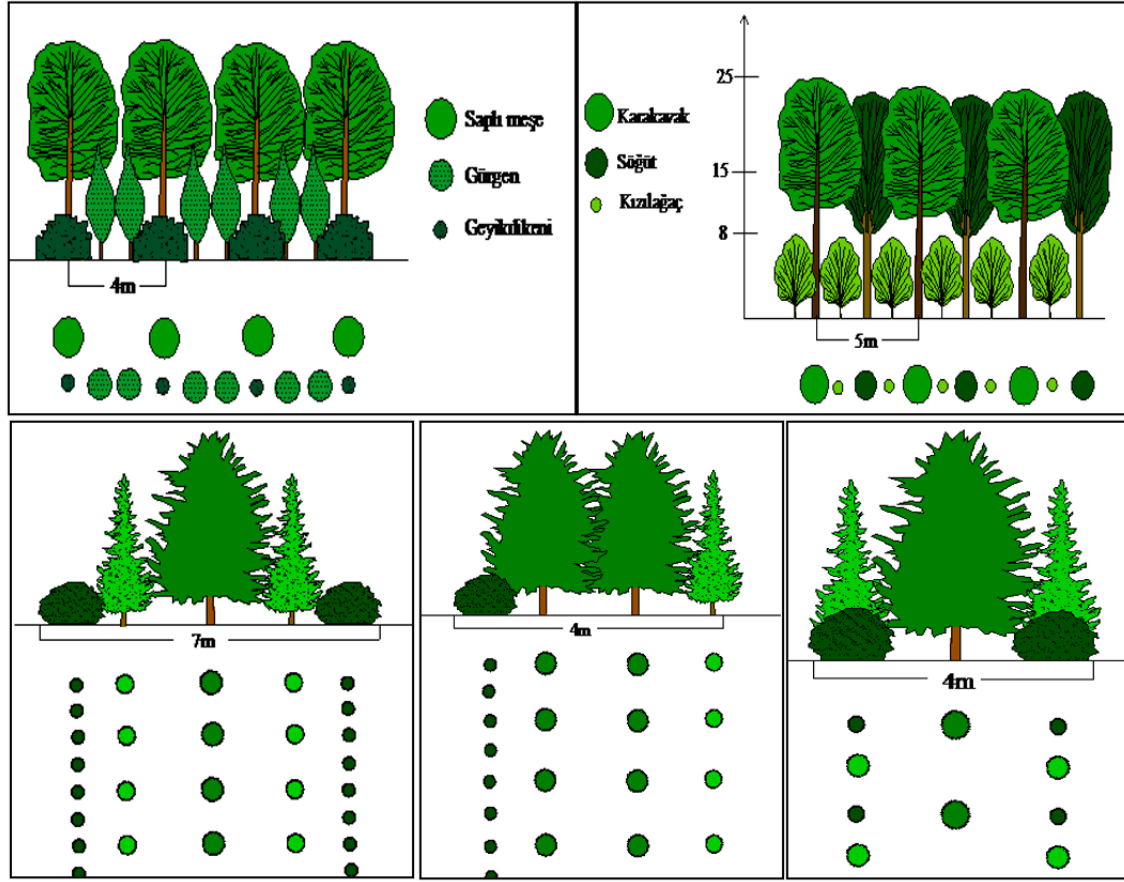 Saplı meşe
Gürgen
Geyikdikeni
4m
25
15
8
Karakavak
Söğüt
Kızılağaç
5m
7m
4m
4m